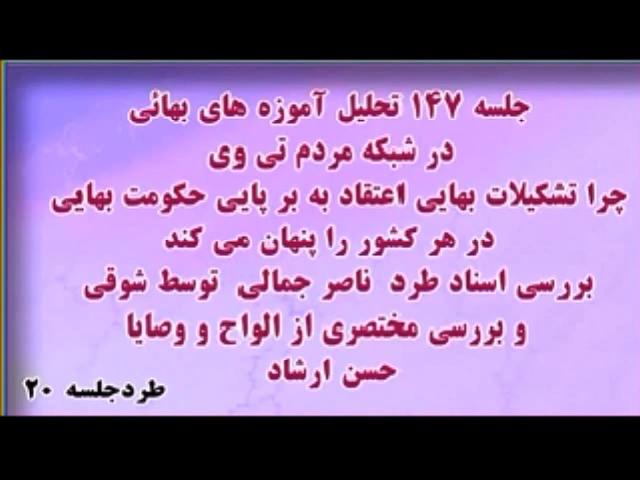 جلسه ۱۴۷ تحلیل آموزه های بهائی
در شبکه مردم تی وی
چرا تشکیلات بهایی اعتقاد به بر پایی حکومت بهایی
در هر کشور را پنهان می کند
بررسی اسناد طرد ناصر جمالی توسط شوقی
و بررسی مختصری از الواح و وصایا
حسن ارشاد
طردجلسه ۲۰